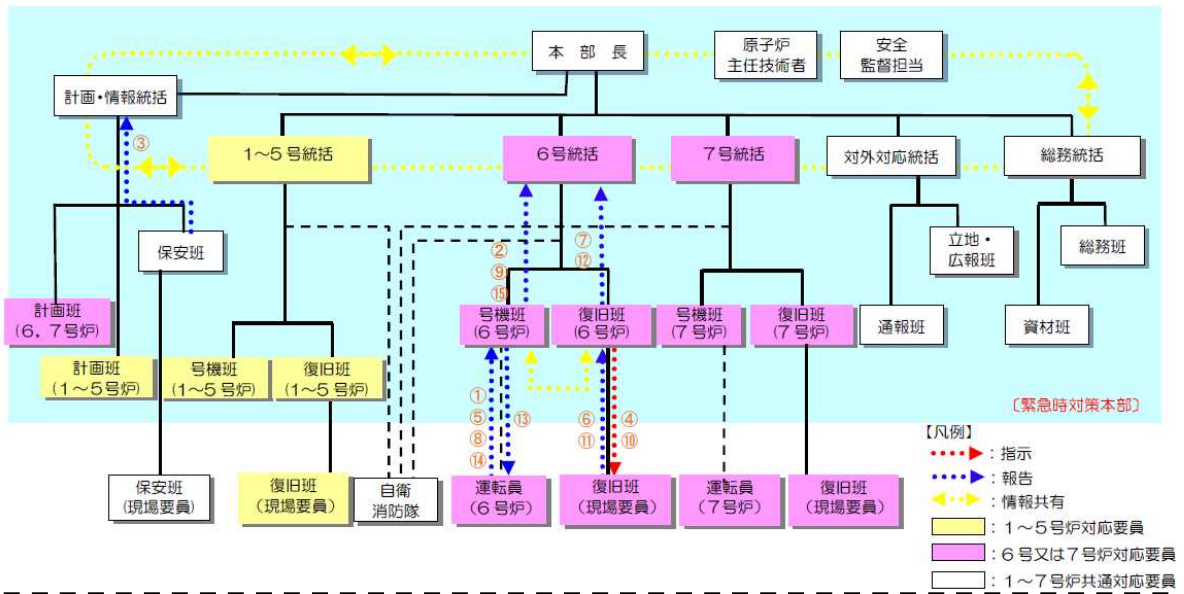 本部長
原子炉
主任技術者
安全
監督担当
計画・情報統括
③
1～5号統括
6号統括
7号統括
対外対応統括
総務統括
保安班
②
⑨
⑮
⑦
⑫
立地・
広報班
総務班
計画班
(6，7号炉)
号機班
(6号炉)
復旧班
(6号炉)
号機班
(7号炉)
復旧班
(7号炉)
通報班
資材班
計画班
(1～5号炉)
号機班
(1～5号炉)
復旧班
(1～5号炉)
①
⑤
⑧
⑭
⑬
⑥
⑪
④
⑩
〔緊急時対策本部〕
保安班
(現場要員)
復旧班
(現場要員)
自衛
消防隊
運転員
(6号炉)
復旧班
(現場要員)
運転員
(7号炉)
復旧班
(現場要員)
【凡例】
：指示
：報告
：情報共有
：1～5号炉対応要員
：6号又は7号炉対応要員
：1～7号炉共通対応要員